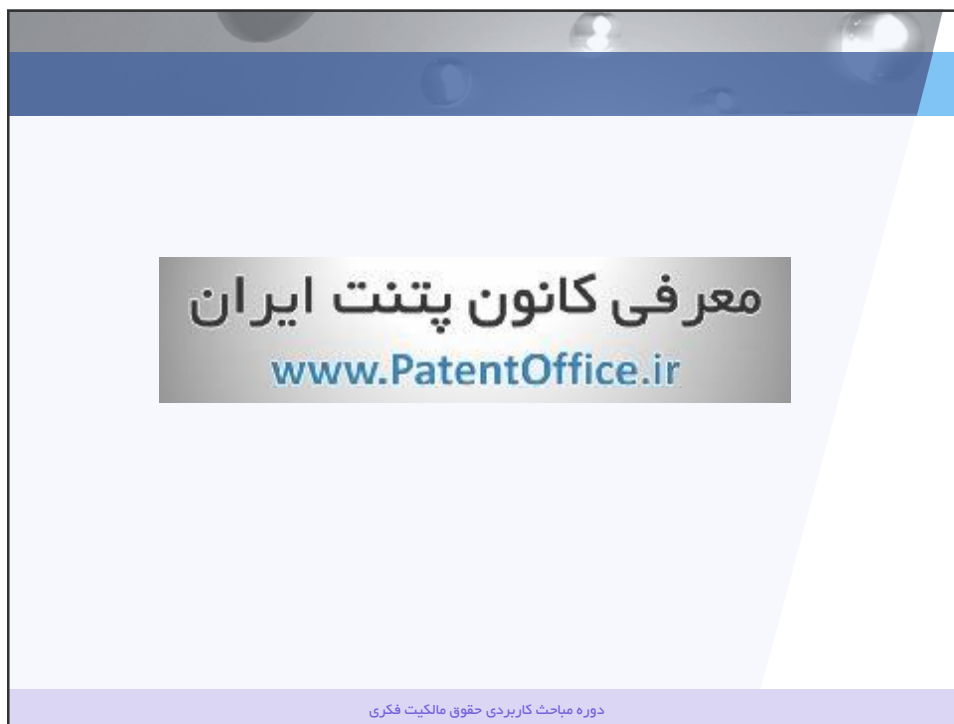 معرفی کانون پتنت ایران
www.PatentOffice.ir
دوره مباحث کاربردی حقوق مالکیت فکری